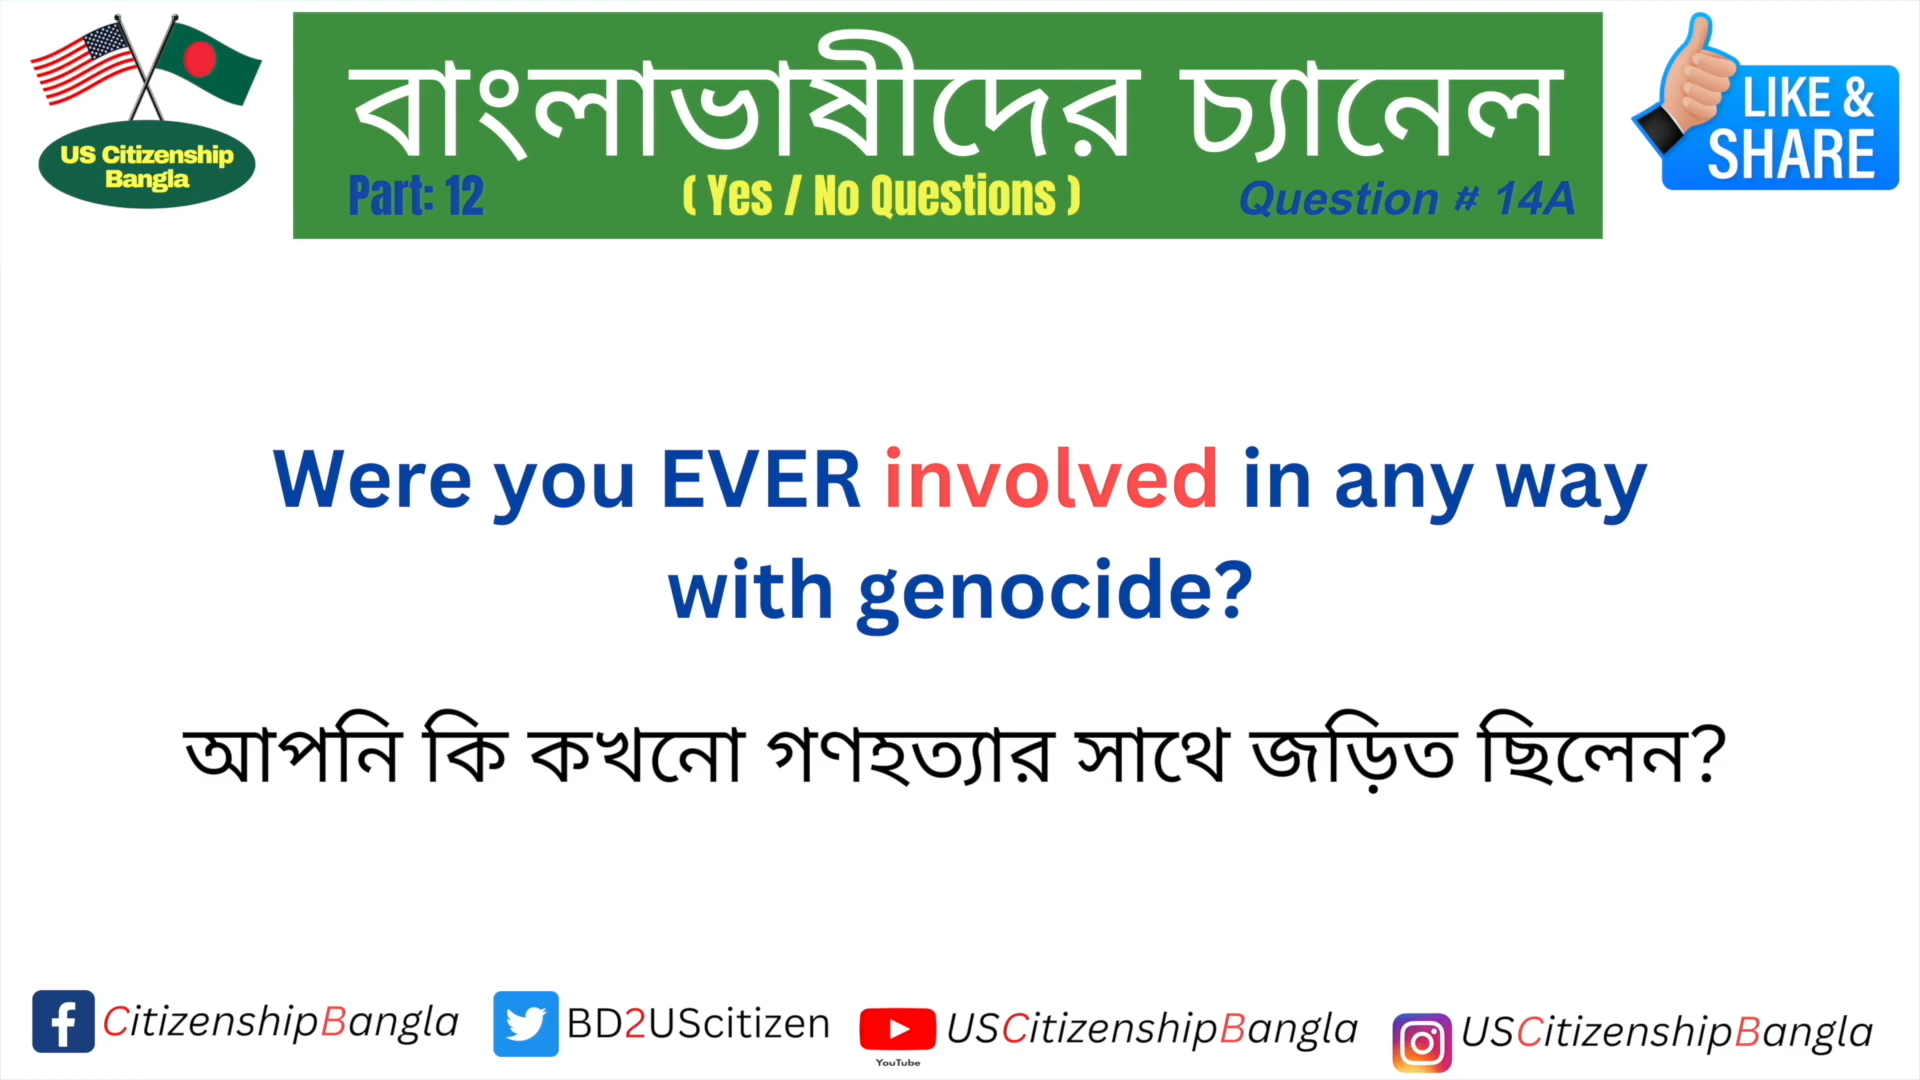 US Citizenship
Bangla
বাংলাভাষীদের চ্যানেল
Part: 12
( Yes / No Questions )
Question # 14A
LIKE &
SHARE
Were you EVER involved in any way
with genocide?
আপনি কি কখনো গণহত্যার সাথে জড়িত ছিলেন?
CitizenshipBangla
BD2UScitizen
YouTube
USCitizenshipBangla
USCitizenshipBangla